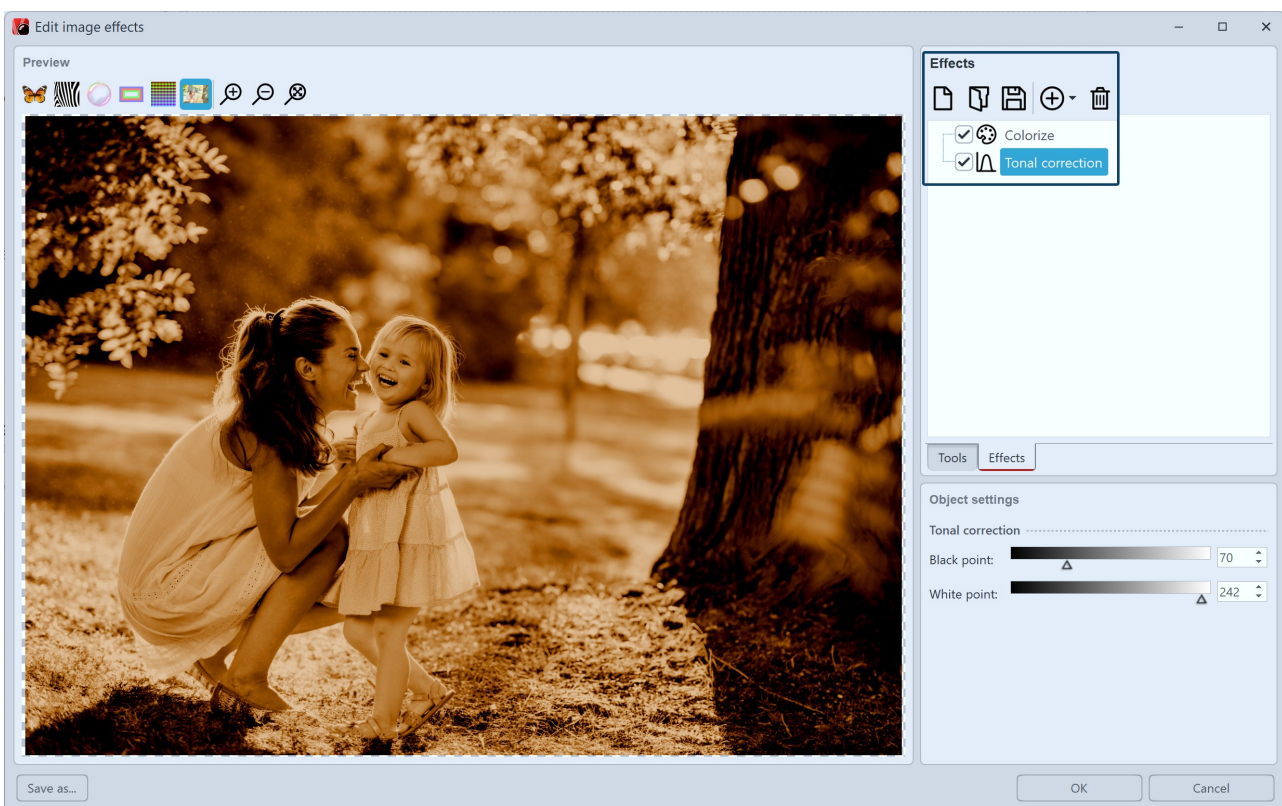 Edit image effects
Preview
Effects
Colorize
Tonal correction
Tools
Effects
Object settings
Tonal correction
Black point:
70
White point:
242
Save as...
OK
Cancel